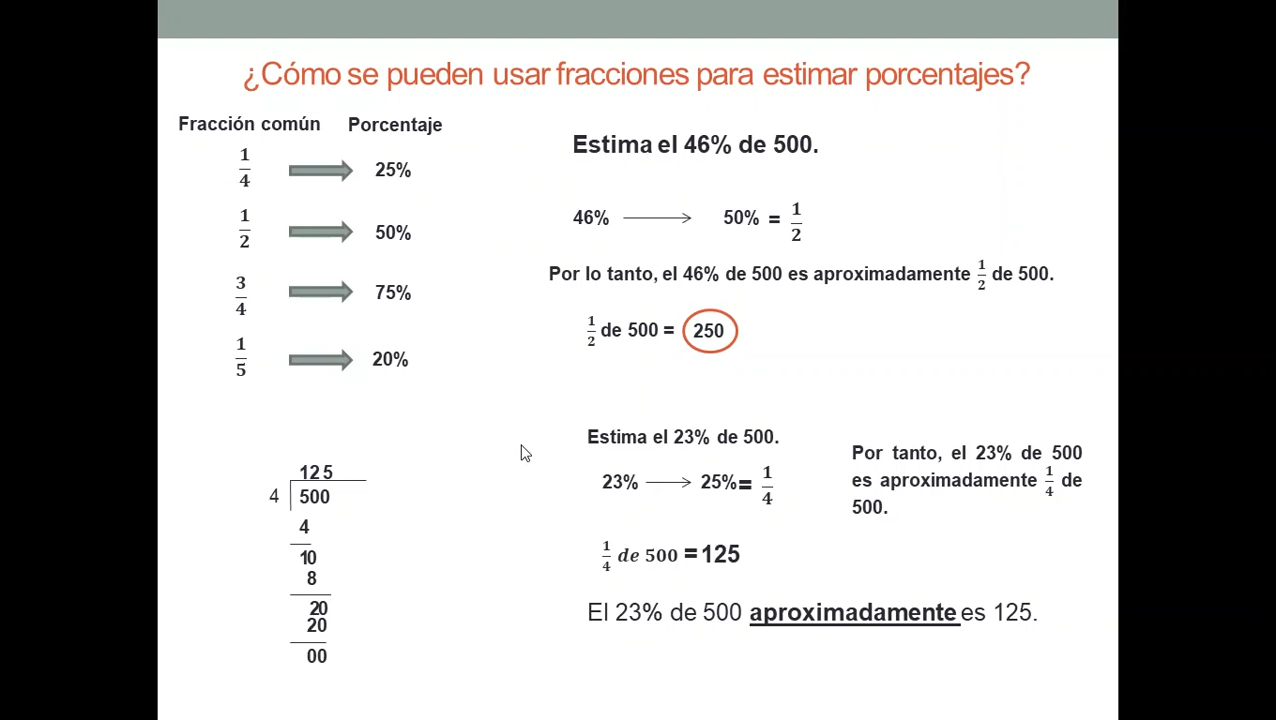 ¿Cómo se pueden usar fracciones para estimar porcentajes?
Fracción común Porcentaje
1/4 25%
1/2 50%
3/4 75%
1/5 20%
Estima el 46% de 500.
46% → 50% = 1/2
Por lo tanto, el 46% de 500 es aproximadamente 1/2 de 500.
1/2 de 500 = 250
125
4 500
4
10
8
20
20
00
Estima el 23% de 500.
23% → 25% = 1/4
1/4 de 500 = 125
Por tanto, el 23% de 500
es aproximadamente 1/4 de
500.
El 23% de 500 aproximadamente es 125.